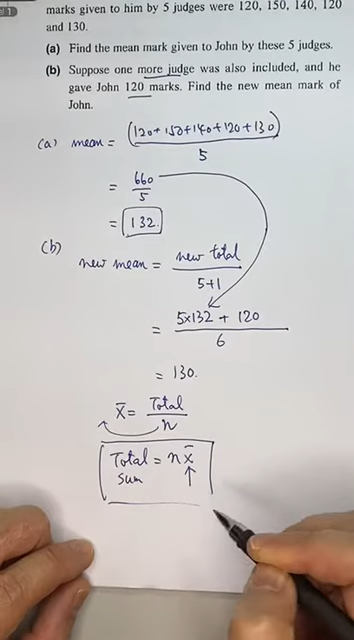 marks given to him by 5 judges were 120, 150, 140, 120
and 130.
(a) Find the mean mark given to John by these 5 judges.
(b) Suppose one more judge was also included, and he
gave John 120 marks. Find the new mean mark of
John.
(a) mean = (120+150+140+120+130)
5
= 660
5
= 132.
(b)
new mean = new total
5+1
= 5×132 + 120
6
= 130.
x̄ = Total
n
Total = n x̄
sum